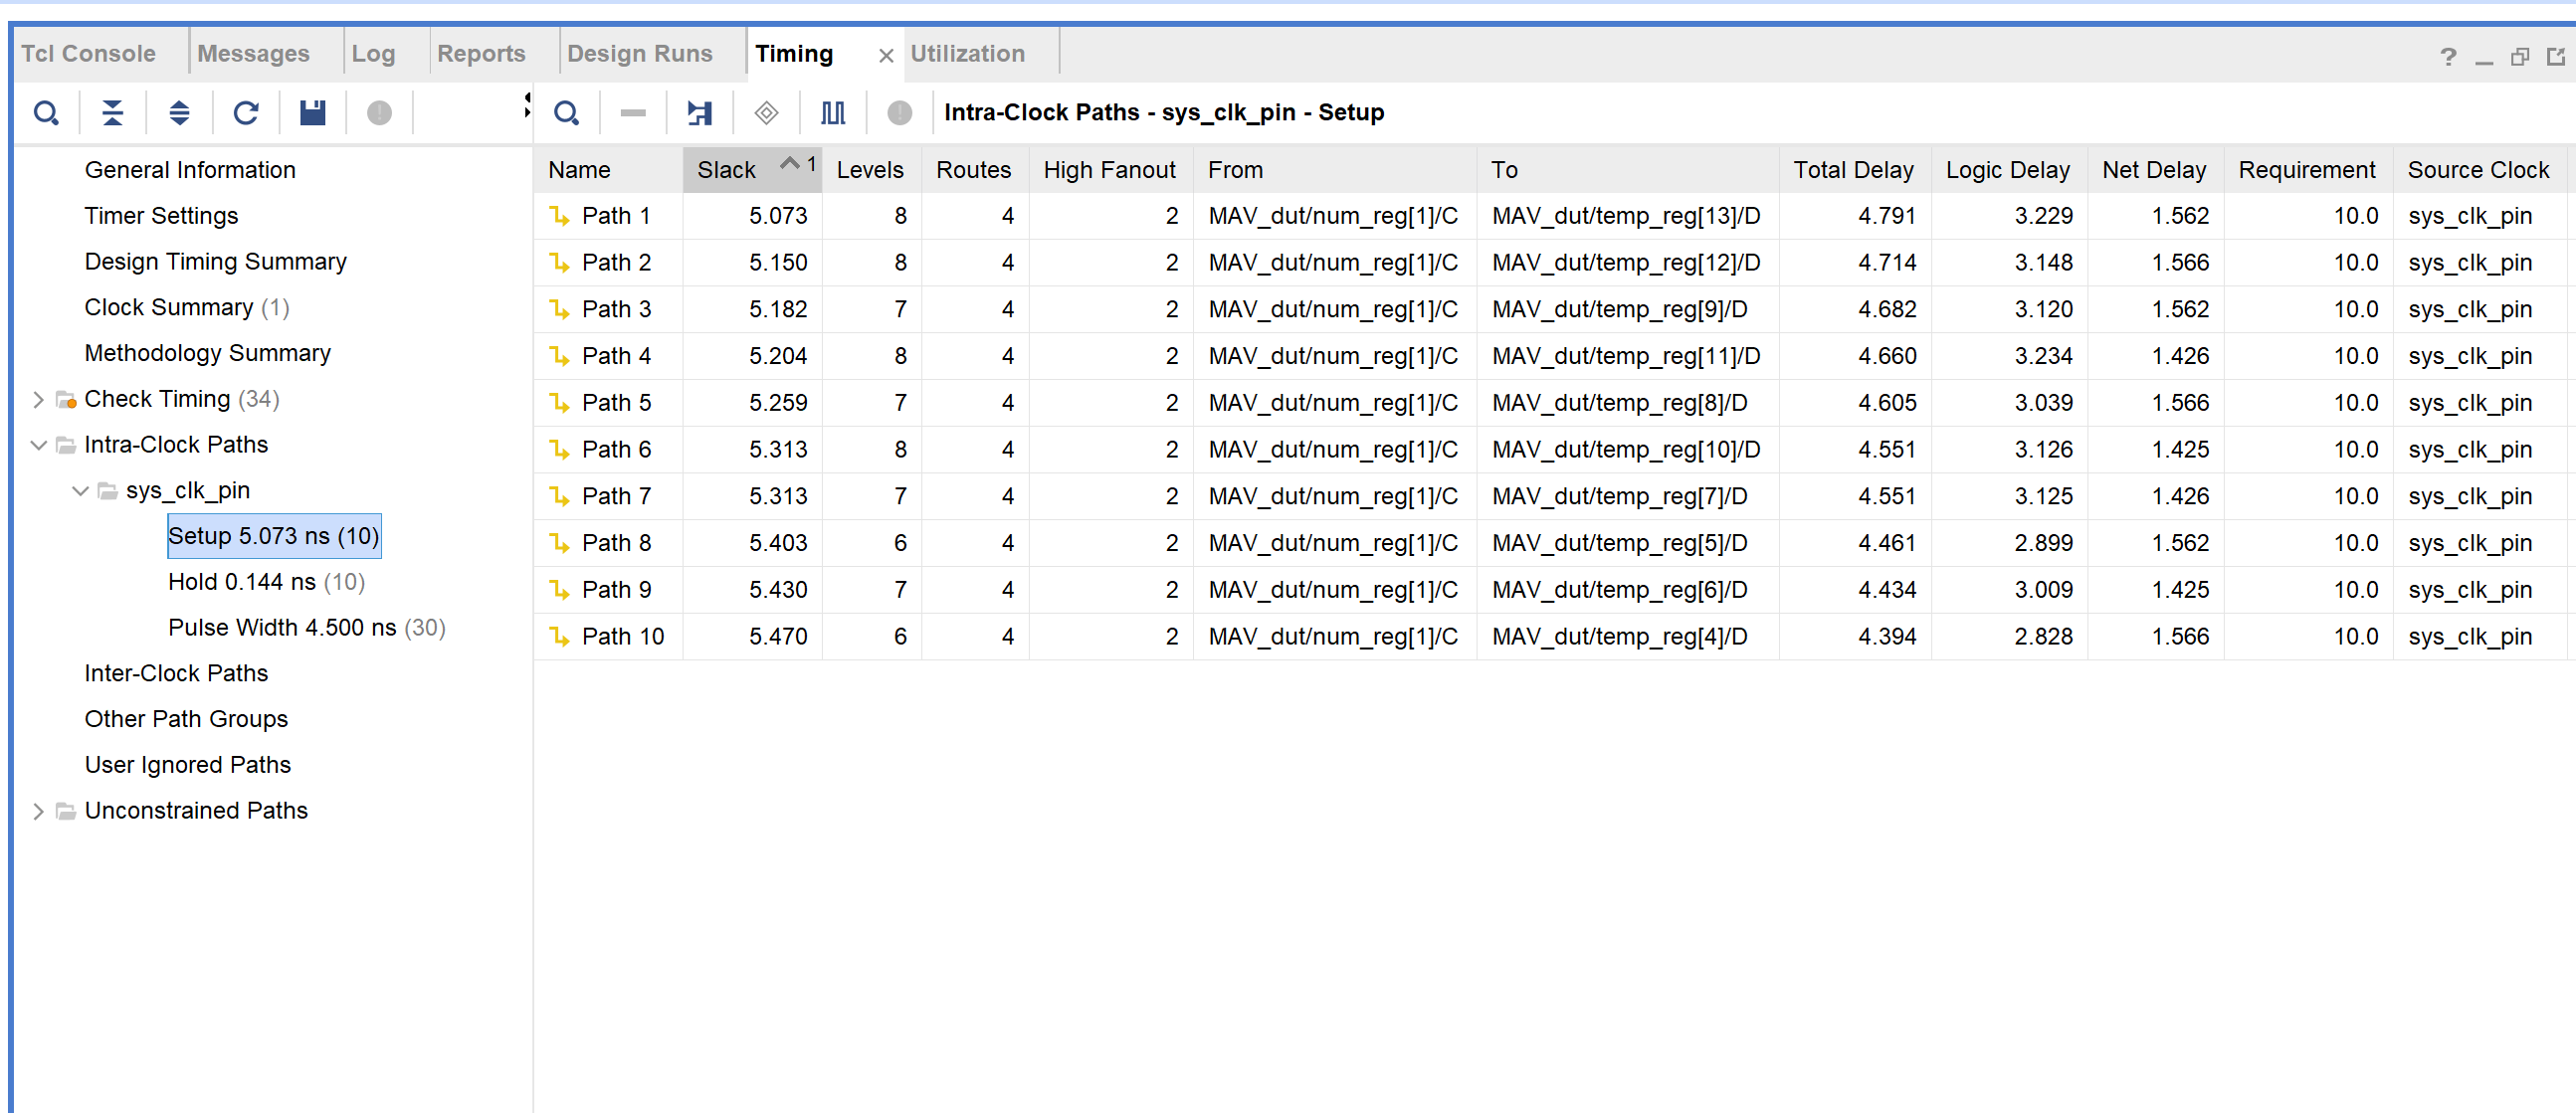 Tcl Console Messages Log Reports Design Runs Timing Utilization
Intra-Clock Paths - sys_clk_pin - Setup
General Information
Timer Settings
Design Timing Summary
Clock Summary (1)
Methodology Summary
Check Timing (34)
Intra-Clock Paths
sys_clk_pin
Setup 5.073 ns (10)
Hold 0.144 ns (10)
Pulse Width 4.500 ns (30)
Inter-Clock Paths
Other Path Groups
User Ignored Paths
Unconstrained Paths
Name Slack 1 Levels Routes High Fanout From To Total Delay Logic Delay Net Delay Requirement Source Clock
Path 1 5.073 8 4 2 MAV_dut/num_reg[1]/C MAV_dut/temp_reg[13]/D 4.791 3.229 1.562 10.0 sys_clk_pin
Path 2 5.150 8 4 2 MAV_dut/num_reg[1]/C MAV_dut/temp_reg[12]/D 4.714 3.148 1.566 10.0 sys_clk_pin
Path 3 5.182 7 4 2 MAV_dut/num_reg[1]/C MAV_dut/temp_reg[9]/D 4.682 3.120 1.562 10.0 sys_clk_pin
Path 4 5.204 8 4 2 MAV_dut/num_reg[1]/C MAV_dut/temp_reg[11]/D 4.660 3.234 1.426 10.0 sys_clk_pin
Path 5 5.259 7 4 2 MAV_dut/num_reg[1]/C MAV_dut/temp_reg[8]/D 4.605 3.039 1.566 10.0 sys_clk_pin
Path 6 5.313 8 4 2 MAV_dut/num_reg[1]/C MAV_dut/temp_reg[10]/D 4.551 3.126 1.425 10.0 sys_clk_pin
Path 7 5.313 7 4 2 MAV_dut/num_reg[1]/C MAV_dut/temp_reg[7]/D 4.551 3.125 1.426 10.0 sys_clk_pin
Path 8 5.403 6 4 2 MAV_dut/num_reg[1]/C MAV_dut/temp_reg[5]/D 4.461 2.899 1.562 10.0 sys_clk_pin
Path 9 5.430 7 4 2 MAV_dut/num_reg[1]/C MAV_dut/temp_reg[6]/D 4.434 3.009 1.425 10.0 sys_clk_pin
Path 10 5.470 6 4 2 MAV_dut/num_reg[1]/C MAV_dut/temp_reg[4]/D 4.394 2.828 1.566 10.0 sys_clk_pin